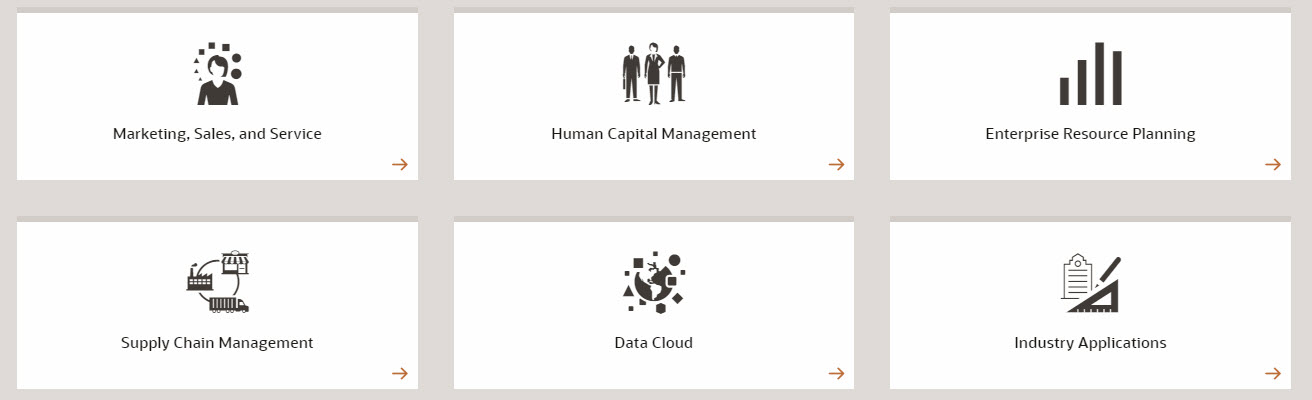 Marketing, Sales, and Service
Human Capital Management
Enterprise Resource Planning
Supply Chain Management
Data Cloud
Industry Applications